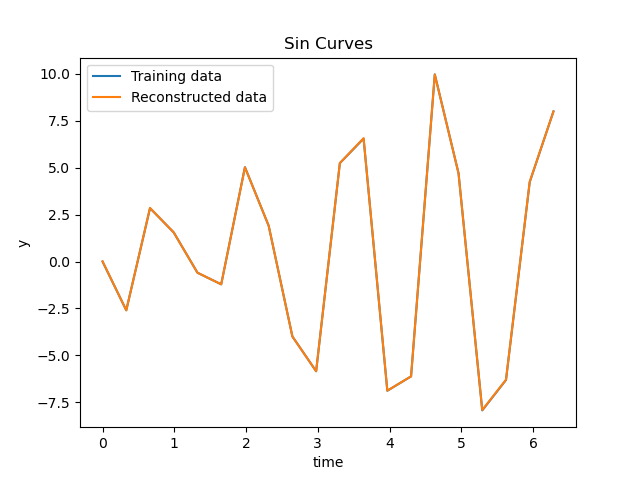 Sin Curves
Training data
Reconstructed data
10.0
7.5
5.0
2.5
0.0
−2.5
−5.0
−7.5
y
0 1 2 3 4 5 6
time